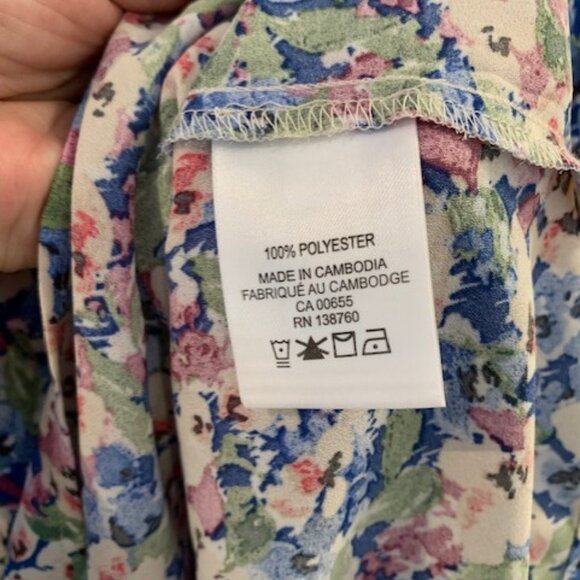 100% POLYESTER
MADE IN CAMBODIA
FABRIQUÉ AU CAMBODGE
CA 00655
RN 138760